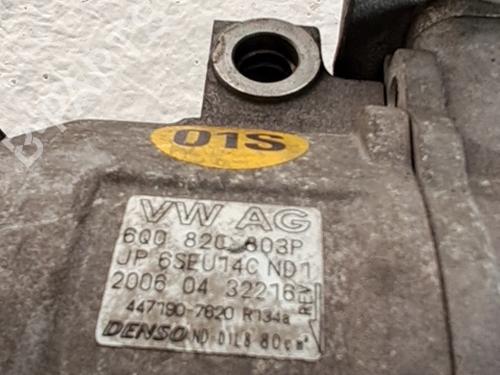 01S
VW AG
6Q0 820 803P
JP 6SEU14C ND1
2006 04 32216
REV
447190-7620 R134a
DENSO ND-OIL8 80cm³